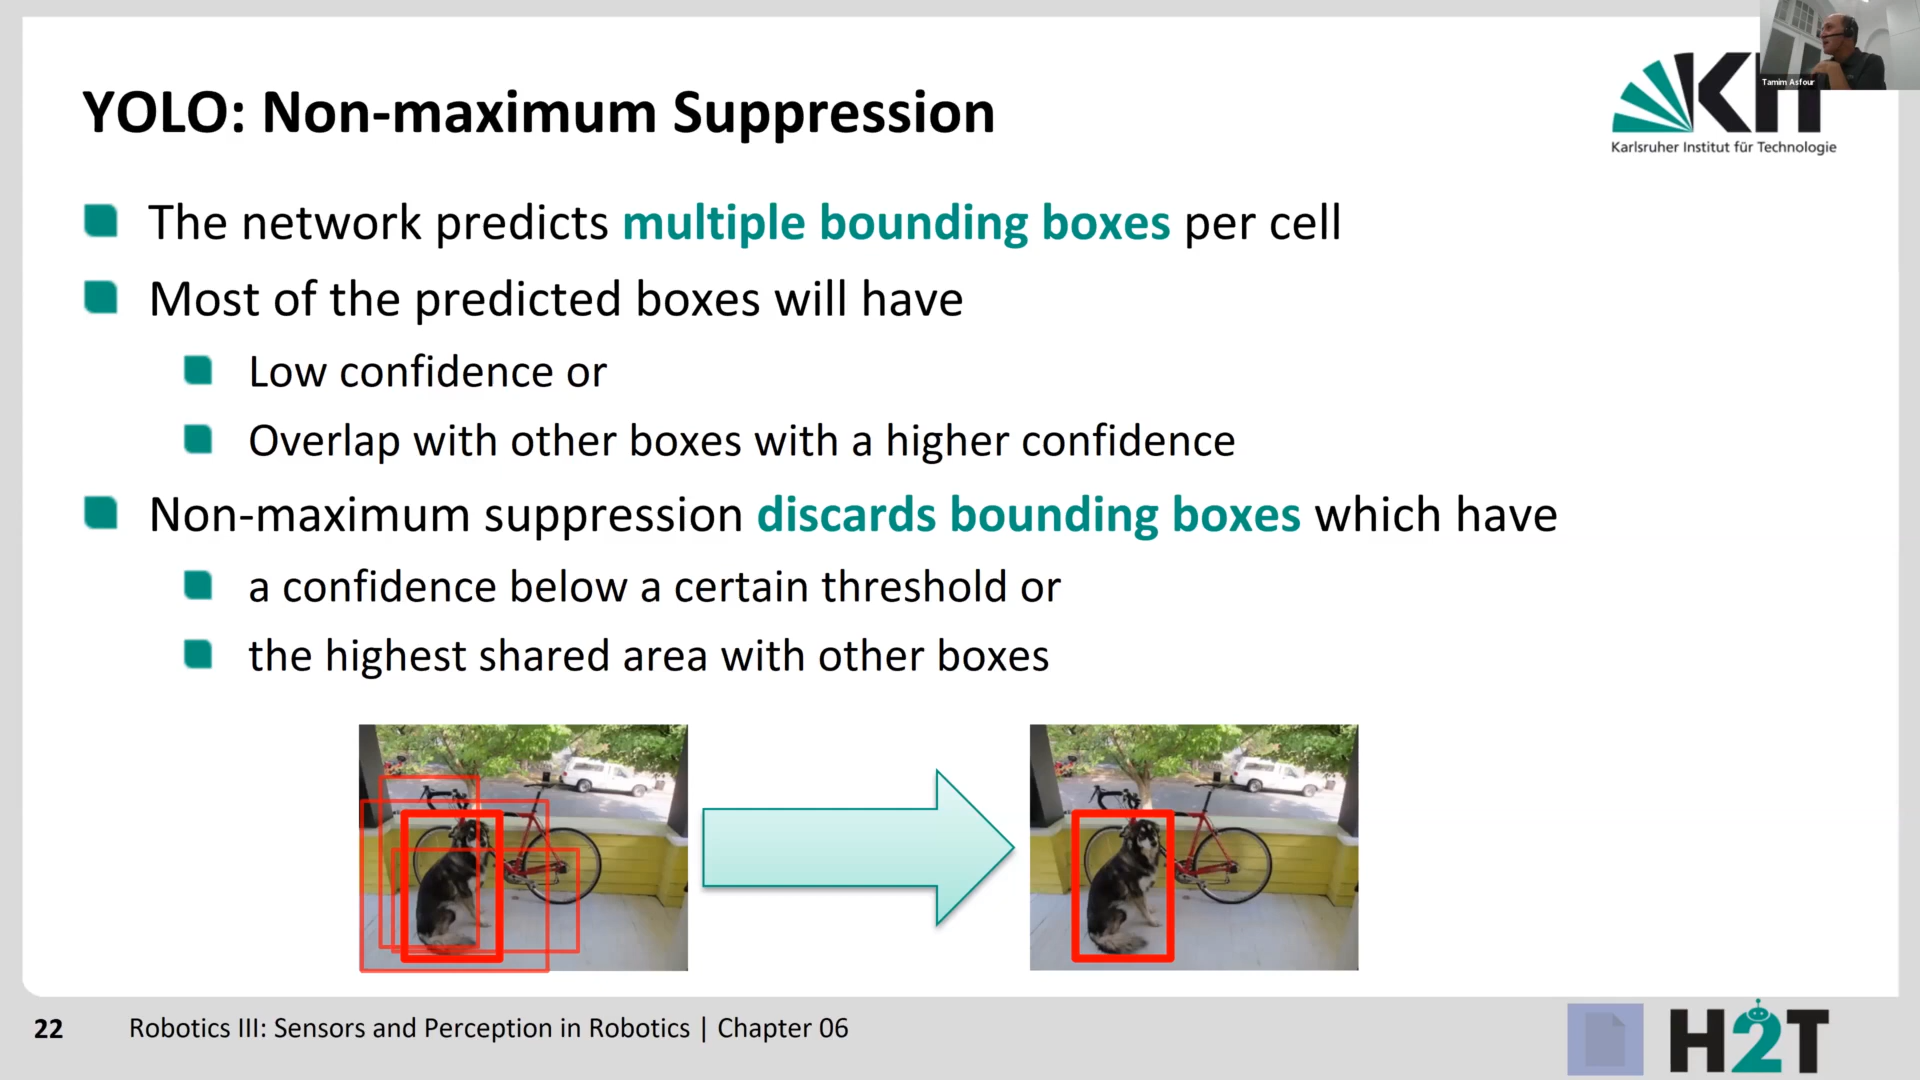 Tamim Asfour
KIT
Karlsruher Institut für Technologie
YOLO: Non-maximum Suppression
The network predicts multiple bounding boxes per cell
Most of the predicted boxes will have
Low confidence or
Overlap with other boxes with a higher confidence
Non-maximum suppression discards bounding boxes which have
a confidence below a certain threshold or
the highest shared area with other boxes
22
Robotics III: Sensors and Perception in Robotics | Chapter 06
H2T